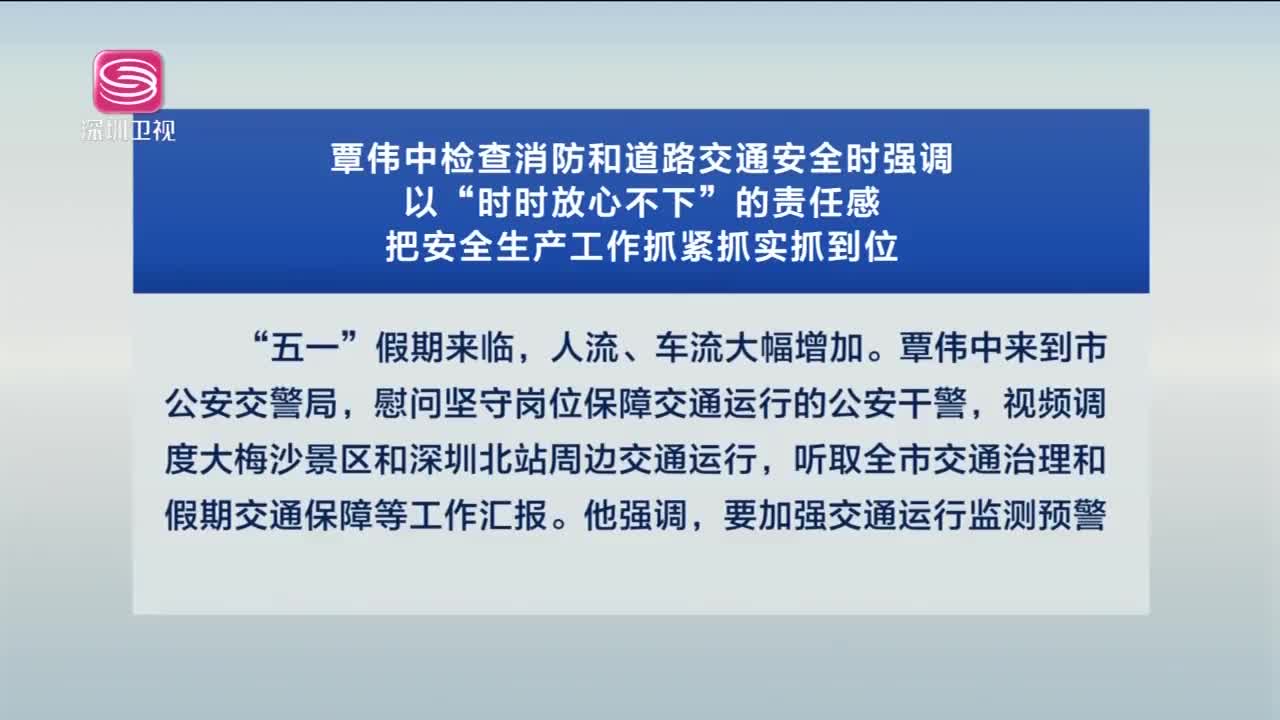 深圳卫视
覃伟中检查消防和道路交通安全时强调
以“时时放心不下”的责任感
把安全生产工作抓紧抓实抓到位
“五一”假期来临，人流、车流大幅增加。覃伟中来到市
公安交警局，慰问坚守岗位保障交通运行的公安干警，视频调
度大梅沙景区和深圳北站周边交通运行，听取全市交通治理和
假期交通保障等工作汇报。他强调，要加强交通运行监测预警